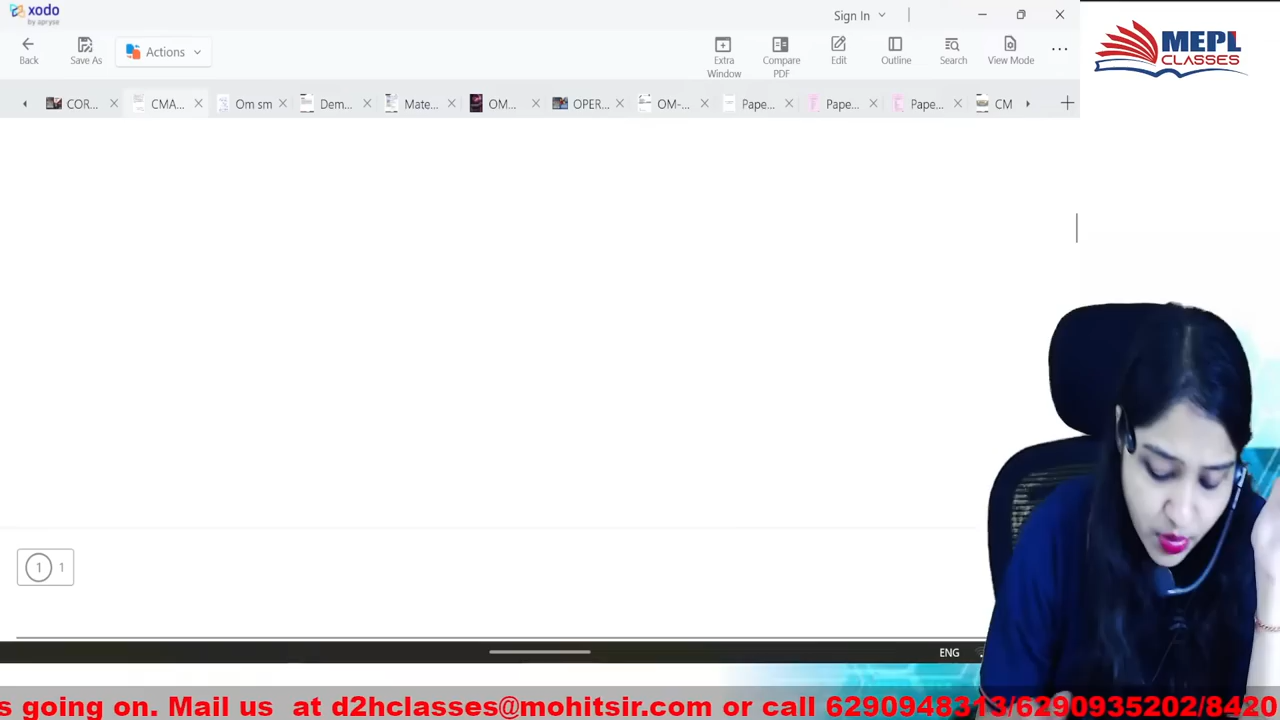 xodo
by apryse
Sign In
Back
Save As
Actions
Extra Window
Compare PDF
Edit
Outline
Search
View Mode
COR...
CMA...
Om sm
Dem...
Mate...
OM...
OPER...
OM-...
Pape...
Pape...
Pape...
CM
MEPL
CLASSES
1 1
ENG
s going on. Mail us at d2hclasses@mohitsir.com or call 6290948313/6290935202/8420